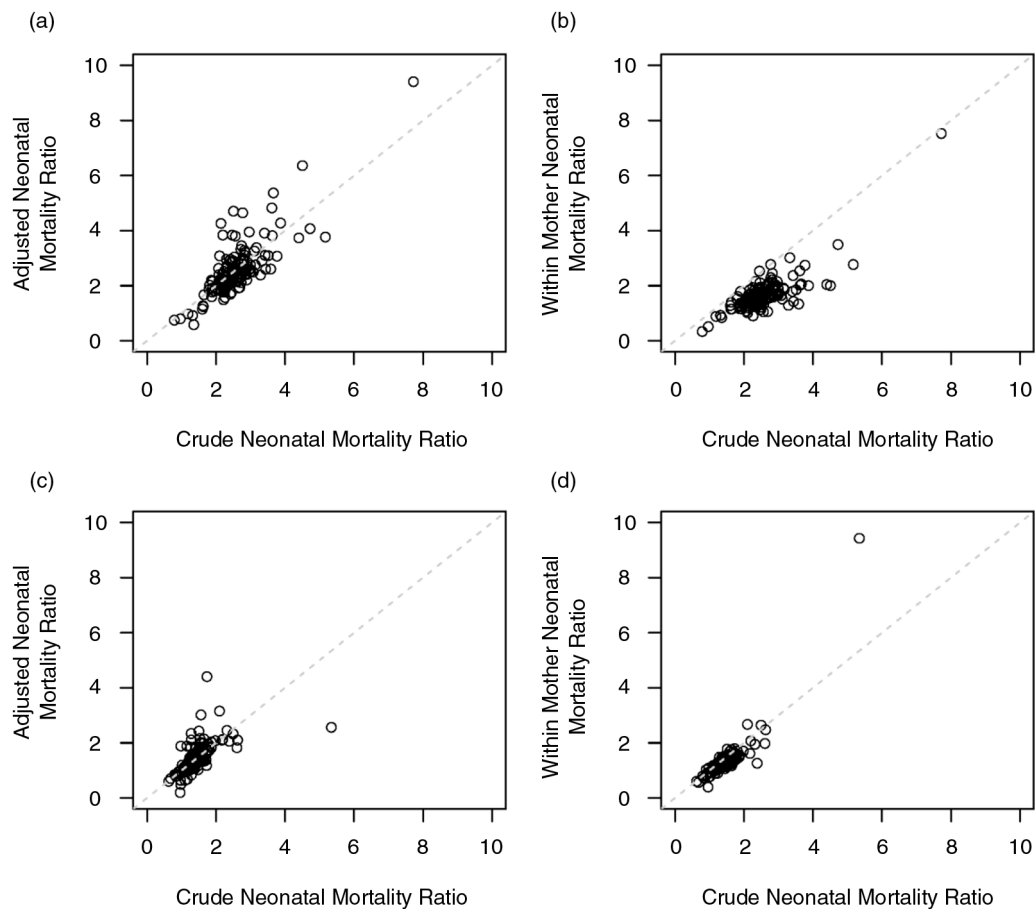 (a)
(b)
Adjusted Neonatal
Mortality Ratio
10
8
6
4
2
0
0 2 4 6 8 10
Crude Neonatal Mortality Ratio
Within Mother Neonatal
Mortality Ratio
10
8
6
4
2
0
0 2 4 6 8 10
Crude Neonatal Mortality Ratio
(c)
(d)
Adjusted Neonatal
Mortality Ratio
10
8
6
4
2
0
0 2 4 6 8 10
Crude Neonatal Mortality Ratio
Within Mother Neonatal
Mortality Ratio
10
8
6
4
2
0
0 2 4 6 8 10
Crude Neonatal Mortality Ratio